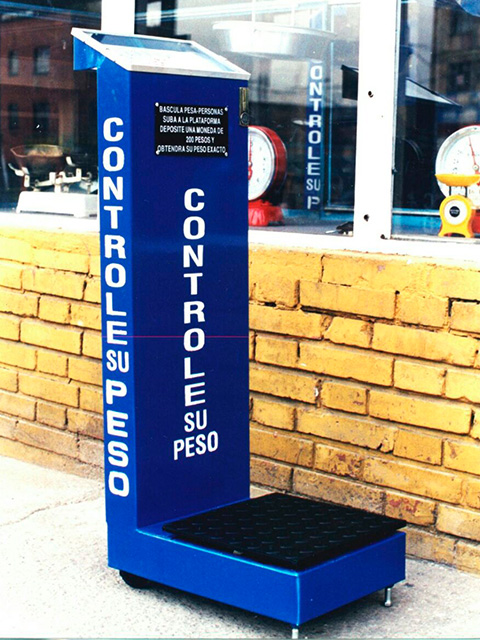 BASCULA PESA-PERSONAS
SUBA A LA PLATAFORMA
DEPOSITE UNA MONEDA DE
200 PESOS Y
OBTENDRA SU PESO EXACTO
CONTROLE SU PESO
CONTROLE
SU
PESO
CONTROLE SU P